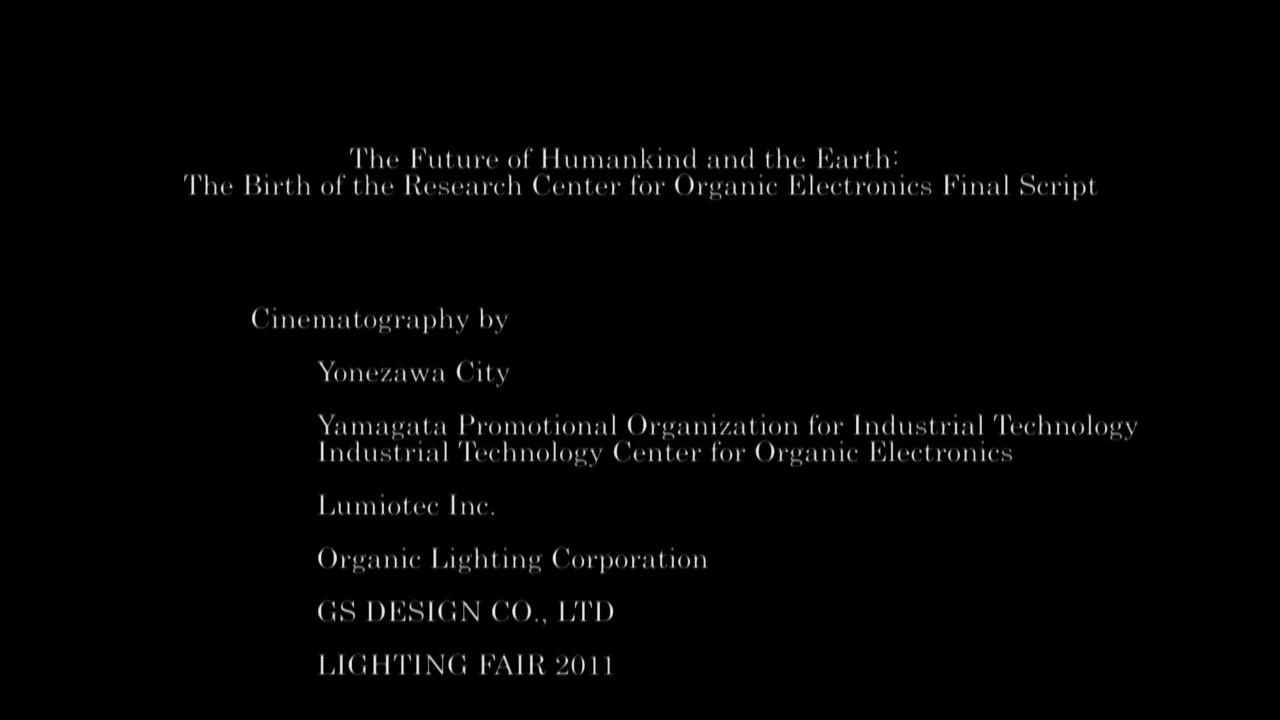 The Future of Humankind and the Earth:
The Birth of the Research Center for Organic Electronics Final Script
Cinematography by
Yonezawa City
Yamagata Promotional Organization for Industrial Technology
Industrial Technology Center for Organic Electronics
Lumiotec Inc.
Organic Lighting Corporation
GS DESIGN CO., LTD
LIGHTING FAIR 2011